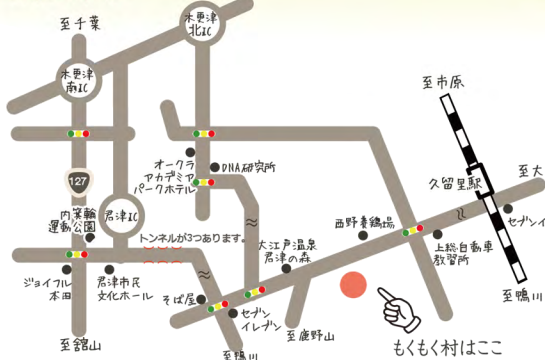 至千葉
木更津
北IC
木更津
南IC
至市原
オークラ
アカデミア
パークホテル
DNA研究所
127
久留里駅
至大
内箕輪
運動公園
君津IC
セブンイ
トンネルが3つあります。
西野養鶏場
大江戸温泉
君津の森
上総自動車
教習所
ジョイフル
本田
君津市民
文化ホール
そば屋
セブン
イレブン
至鹿野山
至鴨川
至舘山
至鴨川
もくもく村はここ